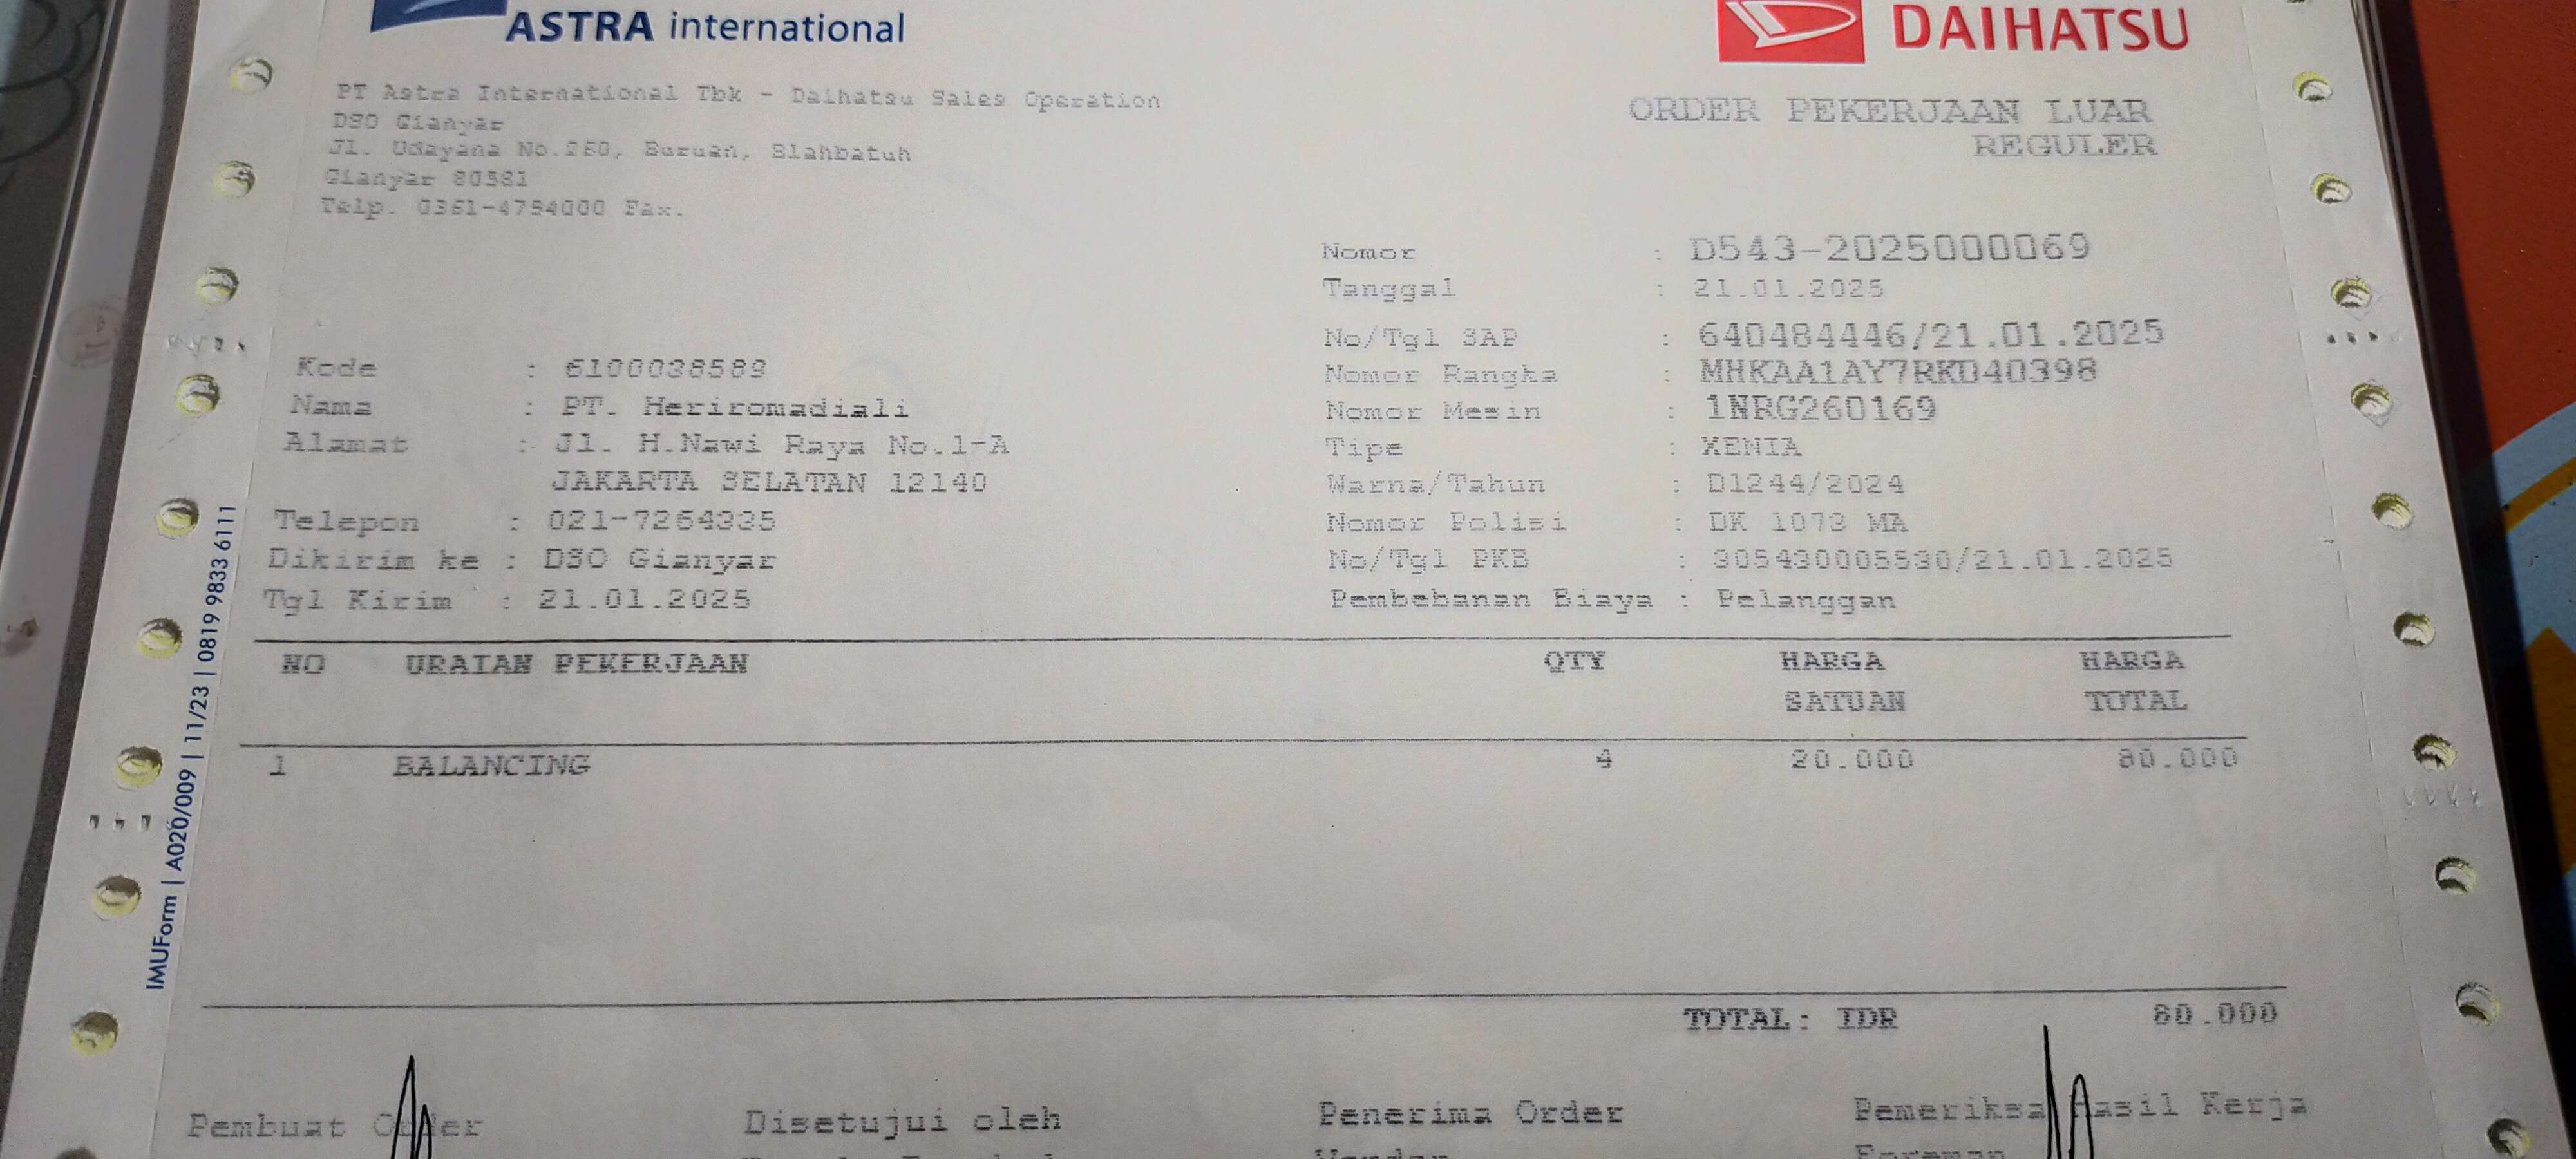 ASTRA international
DAIHATSU
PT Astra International Tbk - Daihatsu Sales Operation
DSO Gianyar
Jl. Udayana No.260, Buruan, Blahbatuh
Gianyar 80581
Telp. 0361-4794000 Fax.
ORDER PEKERJAAN LUAR
REGULER
Nomor : D543-2025000069
Tanggal : 21.01.2025
No/Tgl SAP : 640484446/21.01.2025
Nomor Rangka : MHKAA1AY7RKD40398
Nomor Mesin : 1NRG260169
Tipe : XENIA
Warna/Tahun : D1244/2024
Nomor Polisi : DK 1073 MA
No/Tgl PKB : 305430005530/21.01.2025
Pembebanan Biaya : Pelanggan
Kode : 6100038589
Nama : PT. Heriromadiali
Alamat : Jl. H.Nawi Raya No.1-A
JAKARTA SELATAN 12140
Telepon : 021-7264335
Dikirim ke : DSO Gianyar
Tgl Kirim : 21.01.2025
NO URAIAN PEKERJAAN QTY HARGA SATUAN HARGA TOTAL
1 BALANCING 4 20.000 80.000
TOTAL: IDR 80.000
Pembuat Order Disetujui oleh Penerima Order Pemeriksa Hasil Kerja
Vendor Foreman
IMUForm | A020/009 | 11/23 | 0819 9833 6111